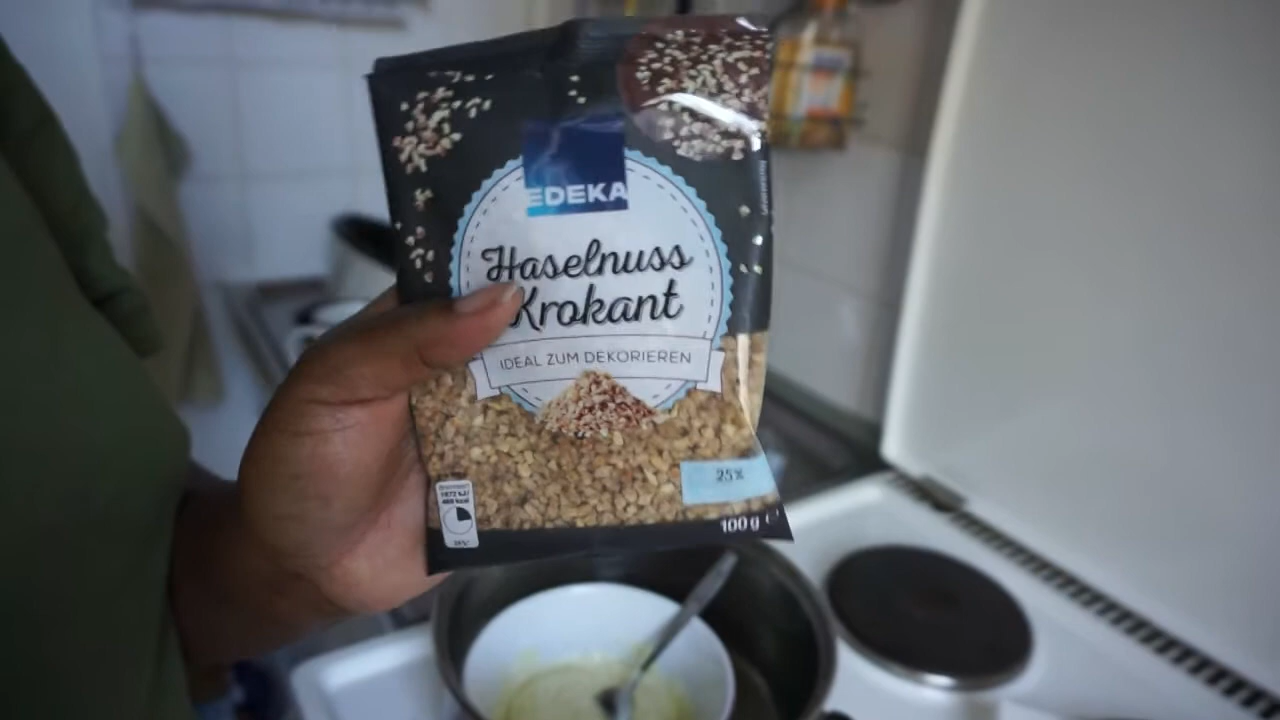 EDEKA
Haselnuss
Krokant
IDEAL ZUM DEKORIEREN
25%
100 g ℮